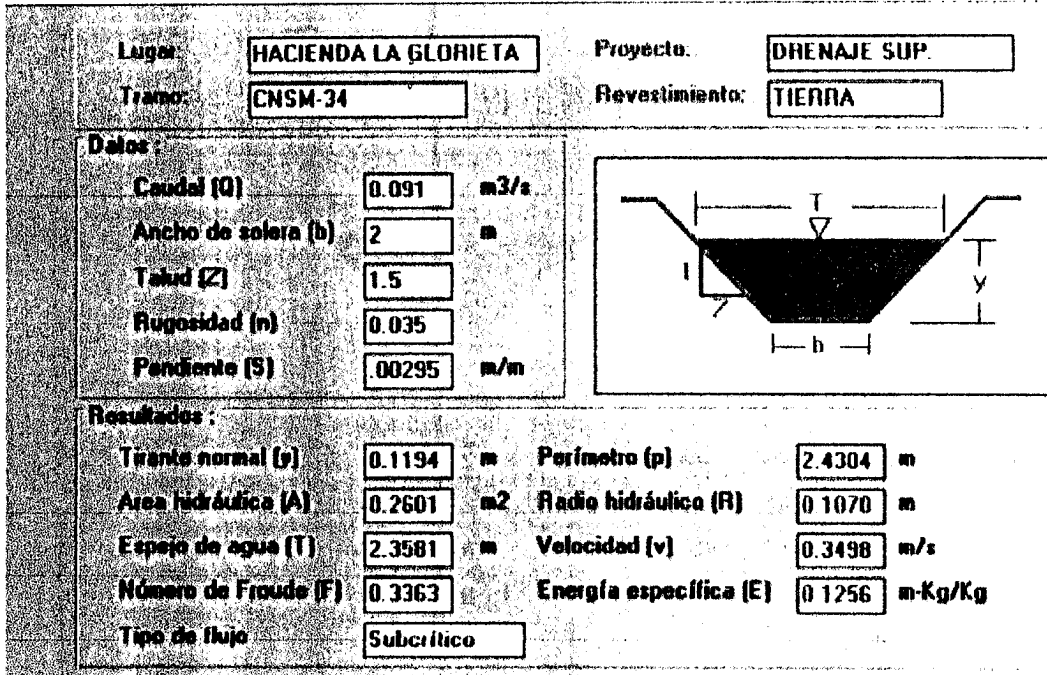 Lugar: HACIENDA LA GLORIETA Proyecto: DRENAJE SUP.
Tramo: CNSM-34 Revestimiento: TIERRA
Datos :
Caudal (Q) 0.091 m3/s
Ancho de solera (b) 2 m
Talud (Z) 1.5
Rugosidad (n) 0.035
Pendiente (S) .00295 m/m
T
1
Z
y
b
Resultados :
Tirante normal (y) 0.1194 m Perímetro (p) 2.4304 m
Area hidráulica (A) 0.2601 m2 Radio hidráulico (R) 0.1070 m
Espejo de agua (T) 2.3581 m Velocidad (v) 0.3498 m/s
Número de Froude (F) 0.3363 Energía específica (E) 0.1256 m-Kg/Kg
Tipo de flujo Subcrítico